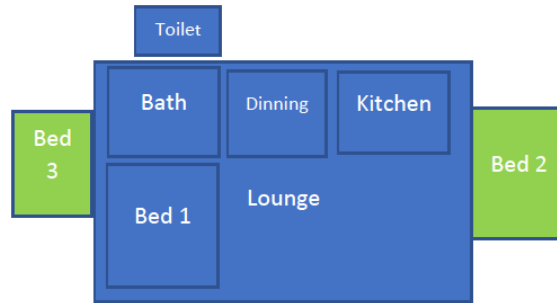 Toilet
Bath
Dinning
Kitchen
Bed
3
Bed 1
Lounge
Bed 2